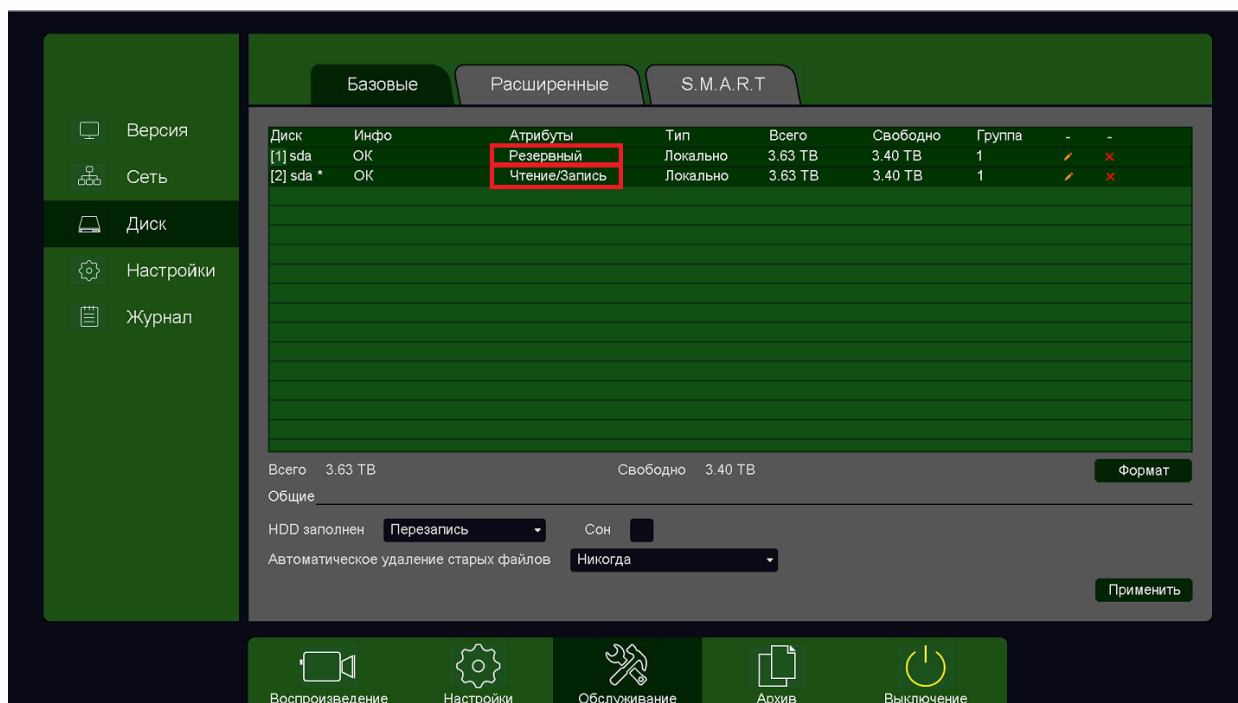 Базовые Расширенные S.M.A.R.T
Версия
Сеть
Диск
Настройки
Журнал
Диск Инфо Атрибуты Тип Всего Свободно Группа - -
[1] sda ОК Резервный Локально 3.63 TB 3.40 TB 1
[2] sda * ОК Чтение/Запись Локально 3.63 TB 3.40 TB 1
Всего 3.63 TB Свободно 3.40 TB Формат
Общие
HDD заполнен Перезапись Сон
Автоматическое удаление старых файлов Никогда
Применить
Воспроизведение Настройки Обслуживание Архив Выключение